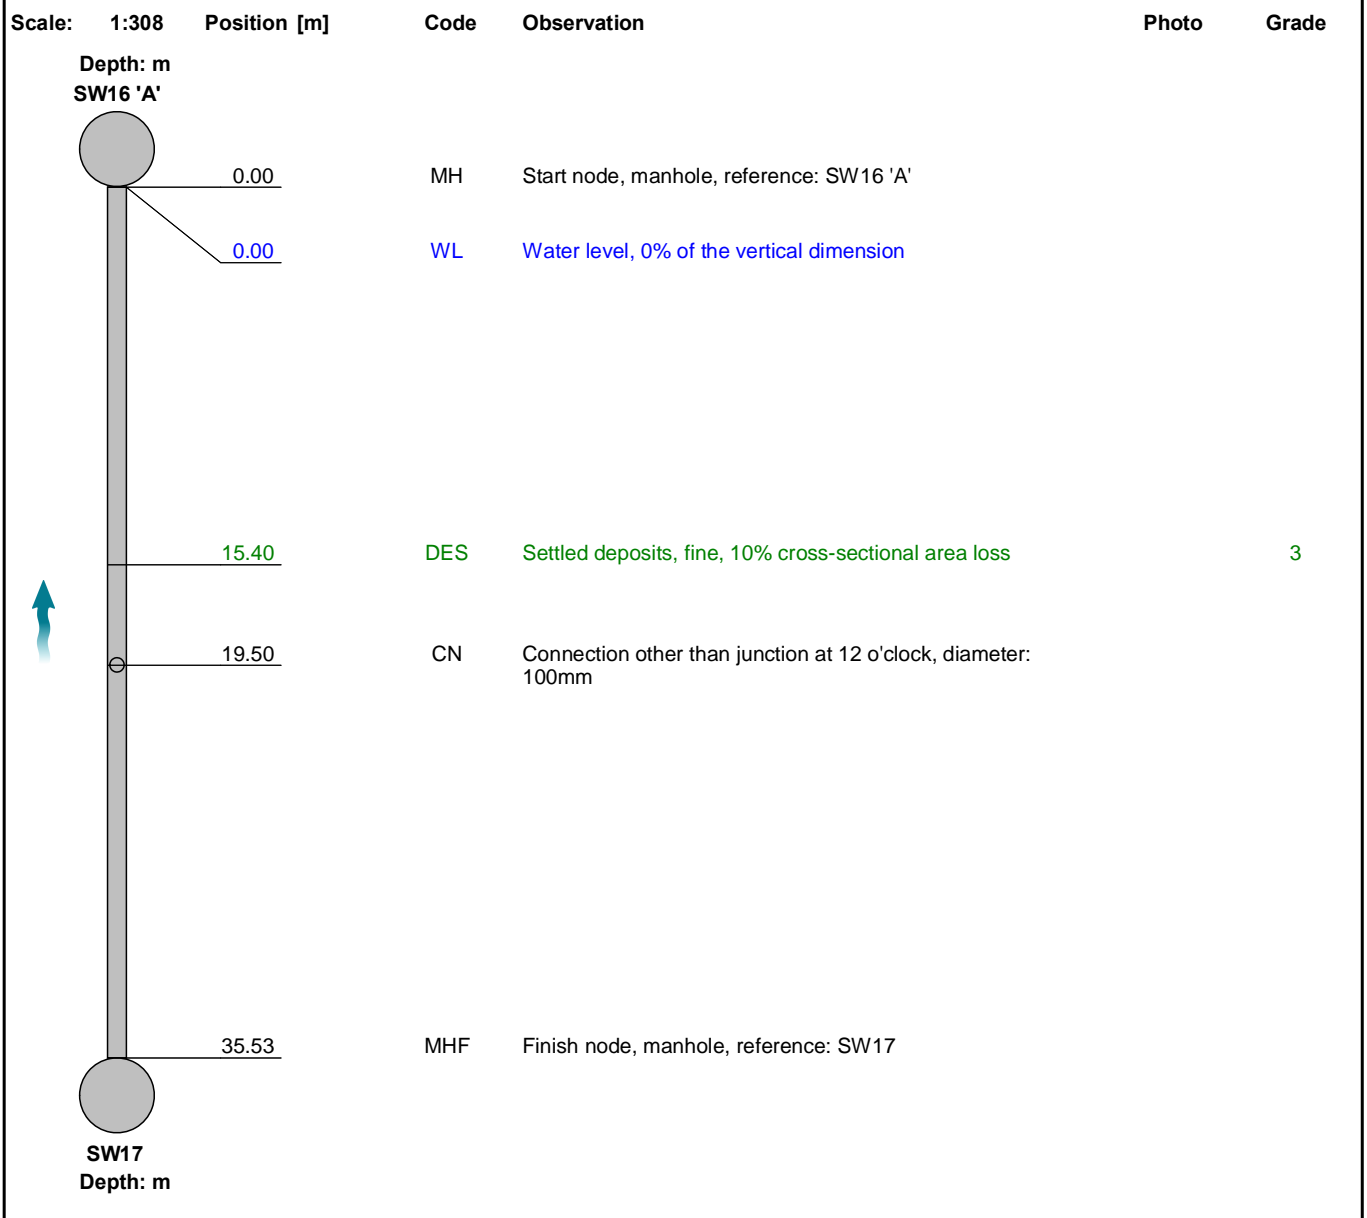 Scale: 1:308 Position [m] Code Observation Photo Grade
Depth: m
SW16 'A'
0.00 MH Start node, manhole, reference: SW16 'A'
0.00 WL Water level, 0% of the vertical dimension
15.40 DES Settled deposits, fine, 10% cross-sectional area loss 3
19.50 CN Connection other than junction at 12 o'clock, diameter:
100mm
35.53 MHF Finish node, manhole, reference: SW17
SW17
Depth: m